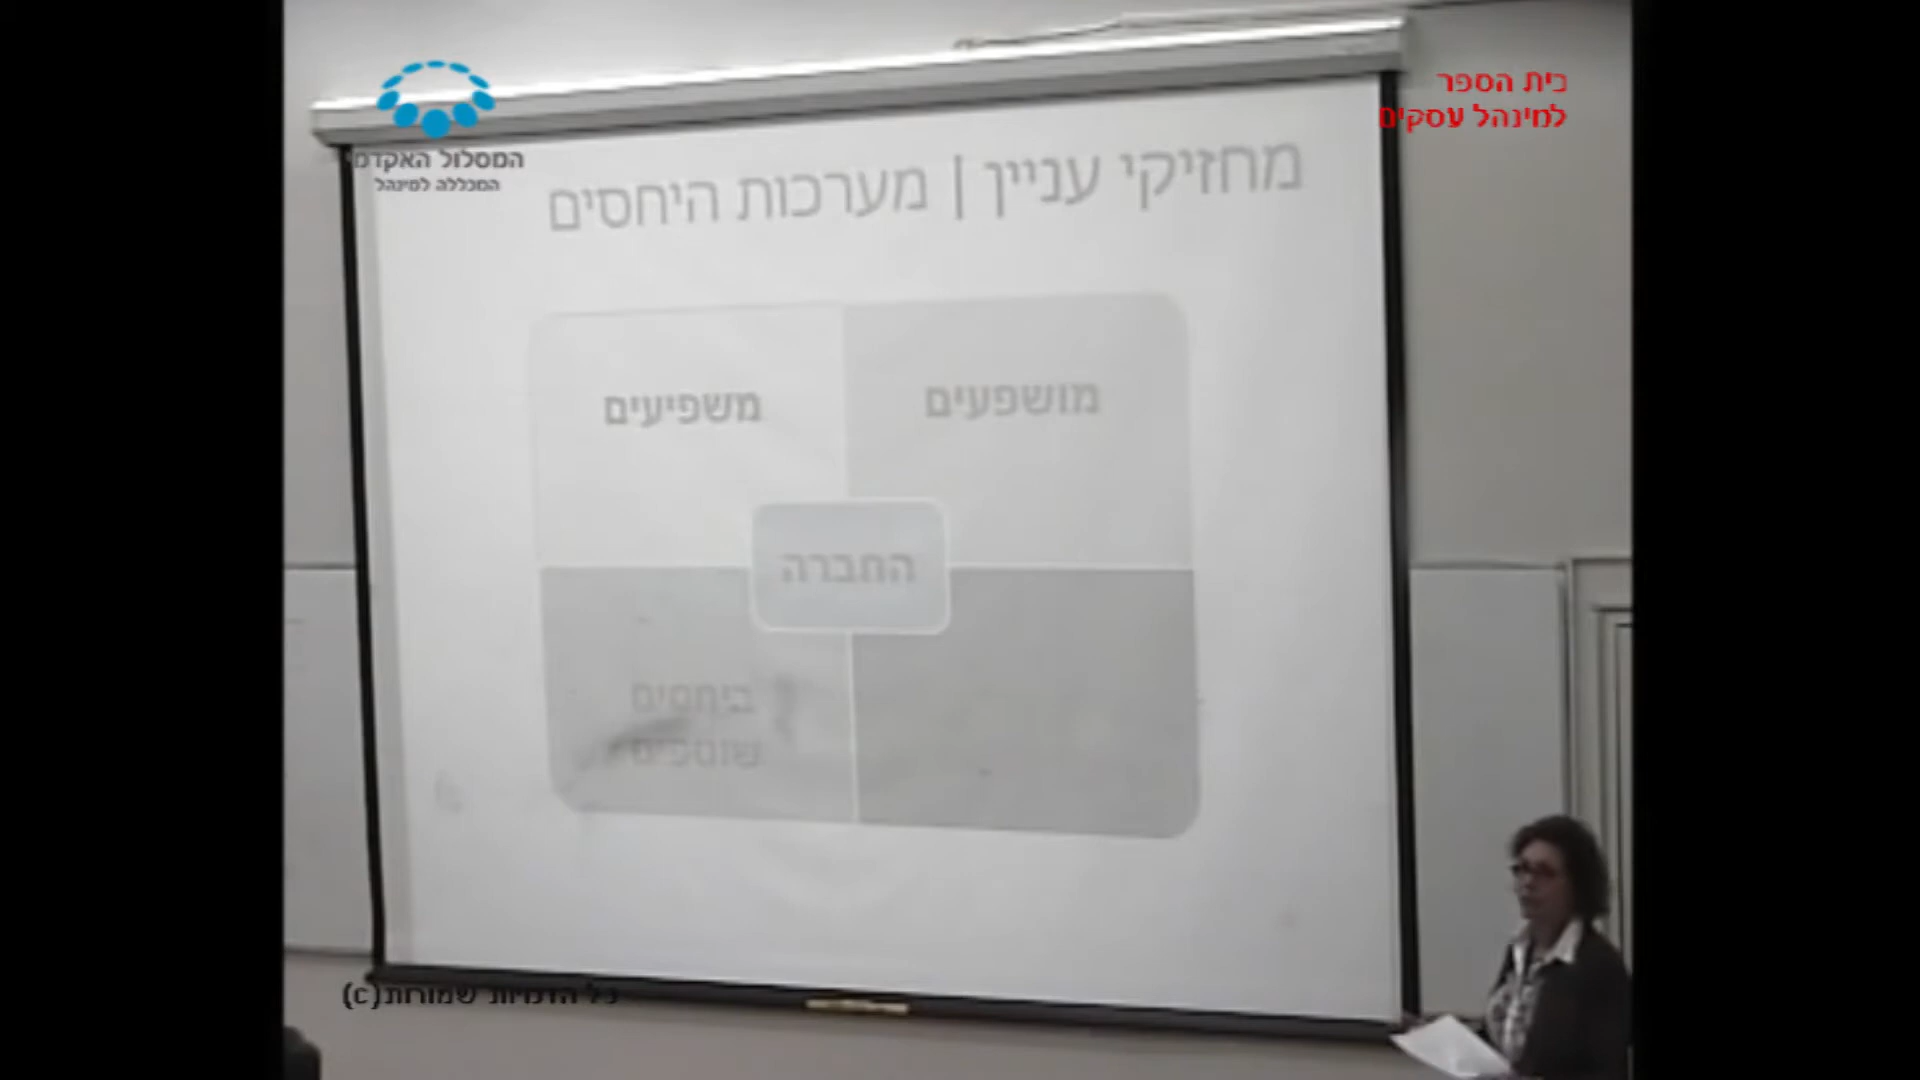 בית הספר
למינהל עסקים
המסלול האקדמי
המכללה למינהל
מחזיקי עניין | מערכות היחסים
מושפעים
משפיעים
החברה
ביחסים
שוטפים
כל הזכויות שמורות(c)